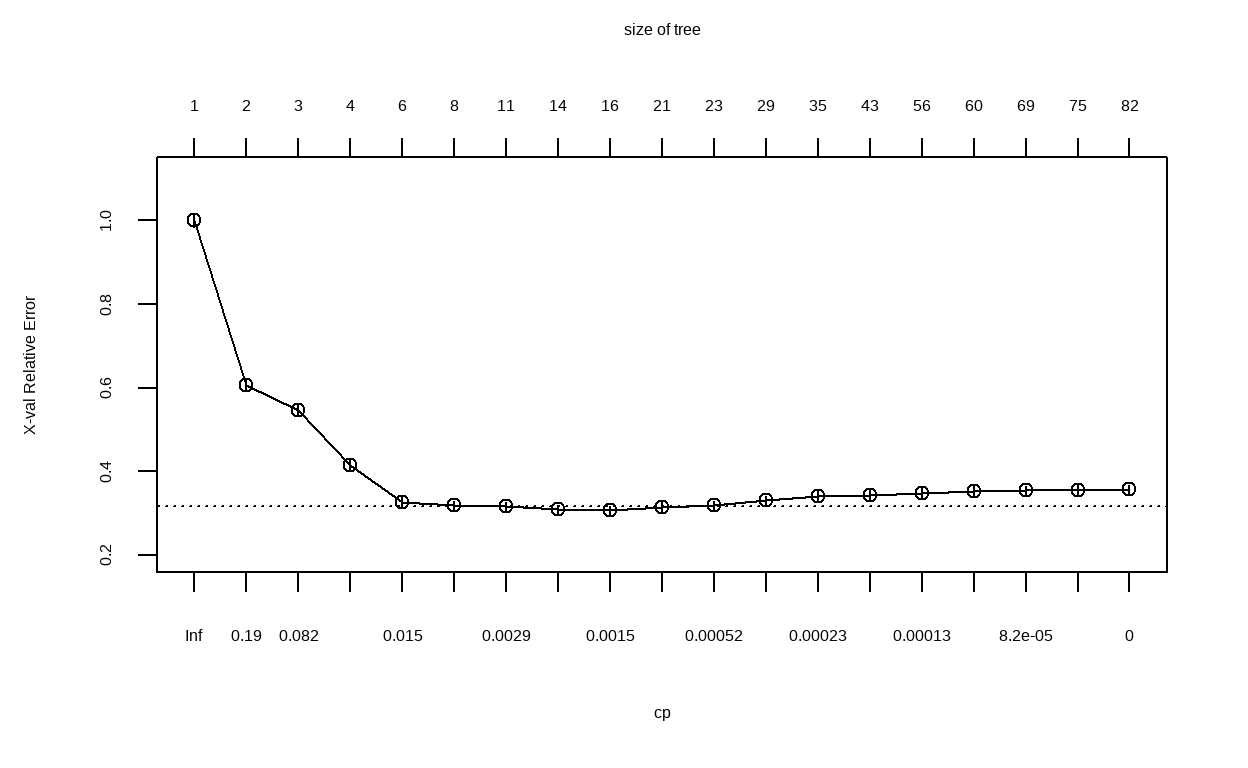 size of tree
1 2 3 4 6 8 11 14 16 21 23 29 35 43 56 60 69 75 82
X-val Relative Error
1.0
0.8
0.6
0.4
0.2
Inf 0.19 0.082 0.015 0.0029 0.0015 0.00052 0.00023 0.00013 8.2e-05 0
cp